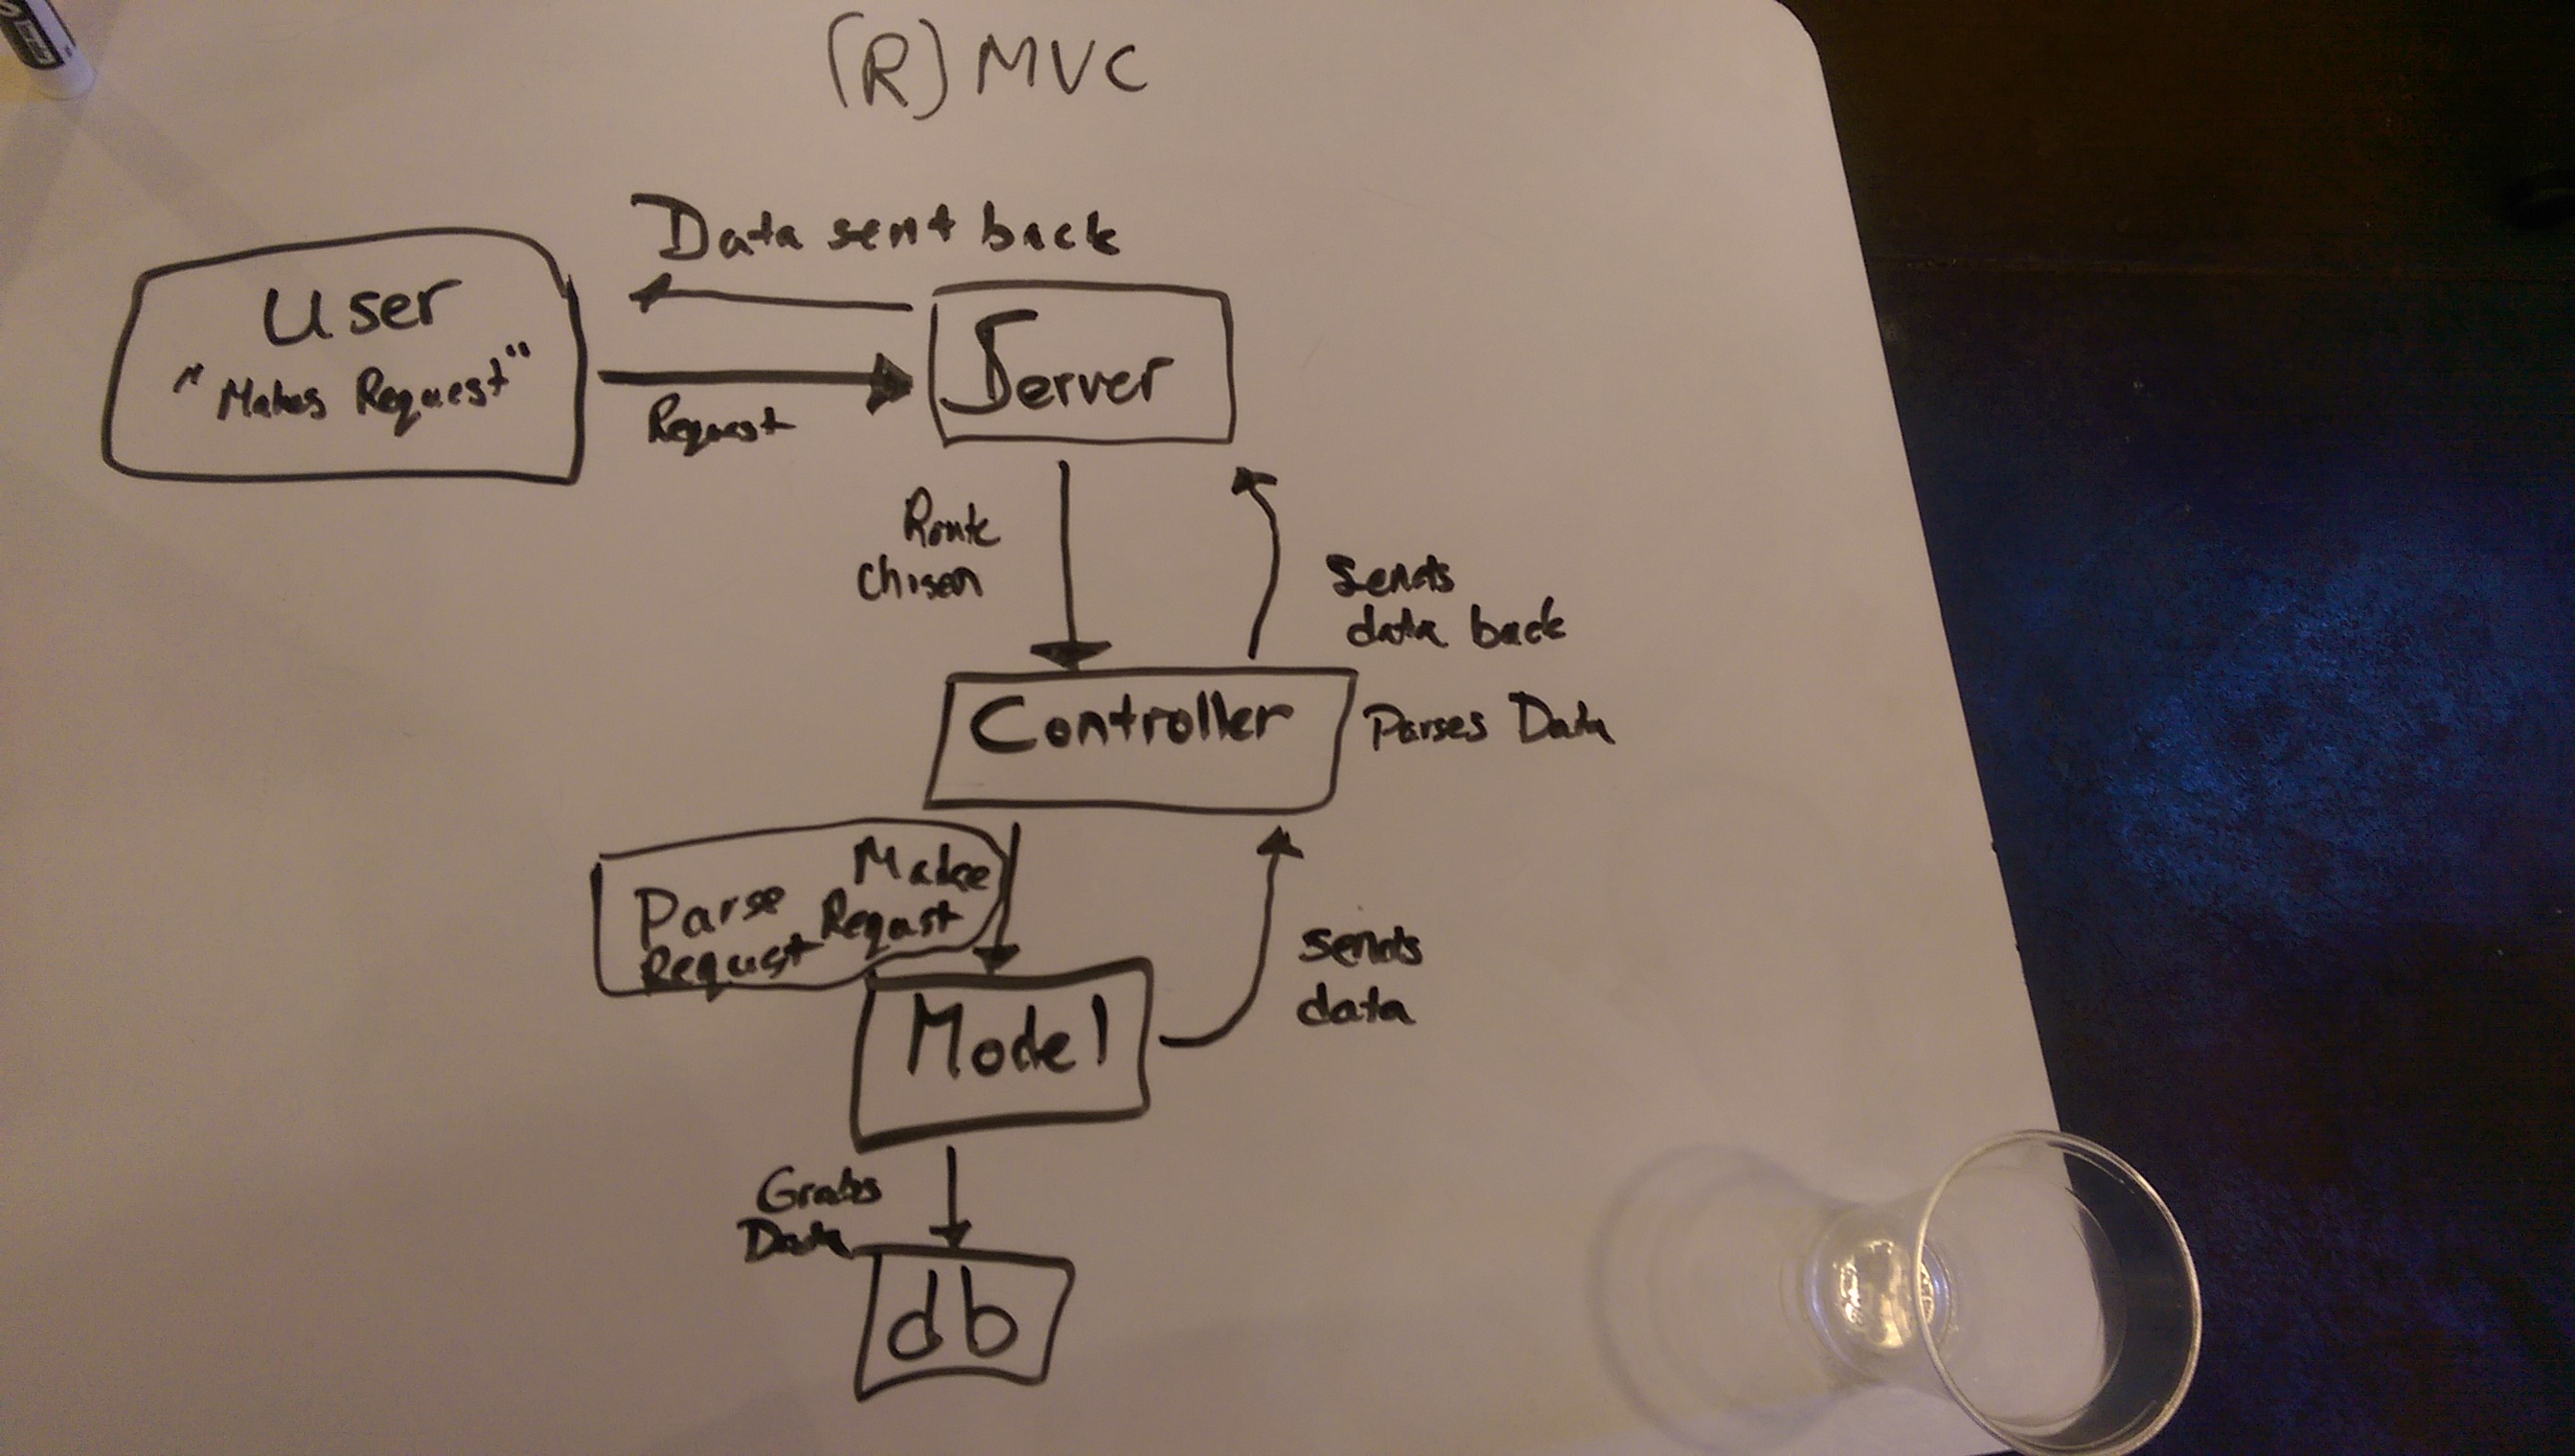 (R) MVC
Data sent back
User
"Makes Request"
Server
Request
Route
Chosen
Sends
data back
Controller
Parses Data
Make
Parse Request
Request
Sends
data
Model
Grabs
Data
db